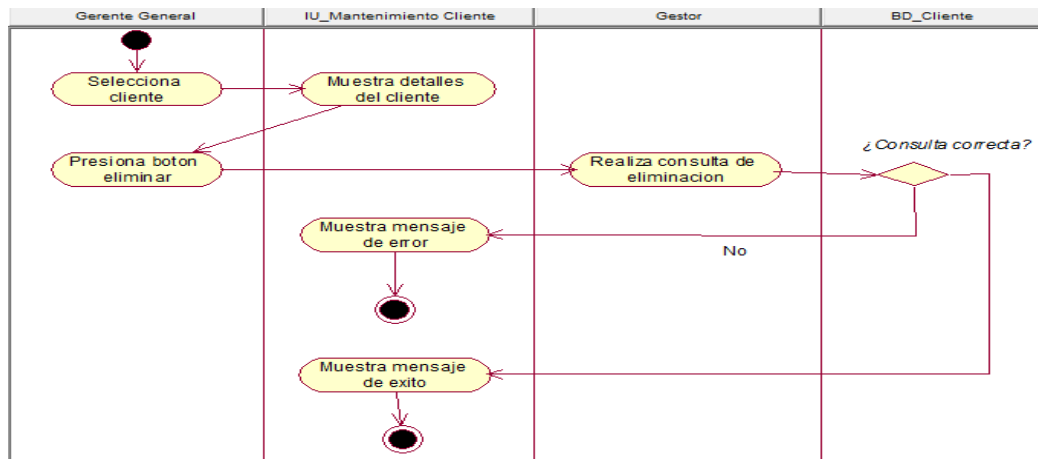 Gerente General
IU_Mantenimiento Cliente
Gestor
BD_Cliente
Selecciona
cliente
Muestra detalles
del cliente
Presiona boton
eliminar
Realiza consulta de
eliminacion
¿Consulta correcta?
Muestra mensaje
de error
No
Muestra mensaje
de exito